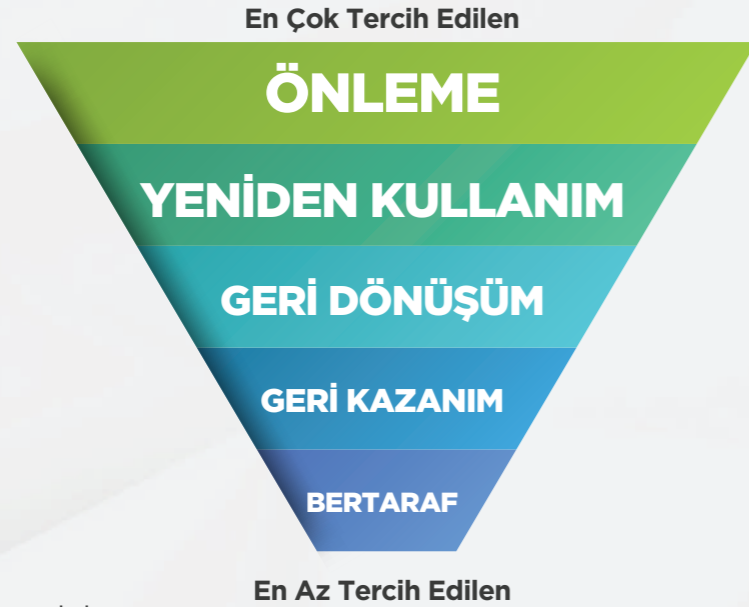 En Çok Tercih Edilen
ÖNLEME
YENİDEN KULLANIM
GERİ DÖNÜŞÜM
GERİ KAZANIM
BERTARAF
En Az Tercih Edilen